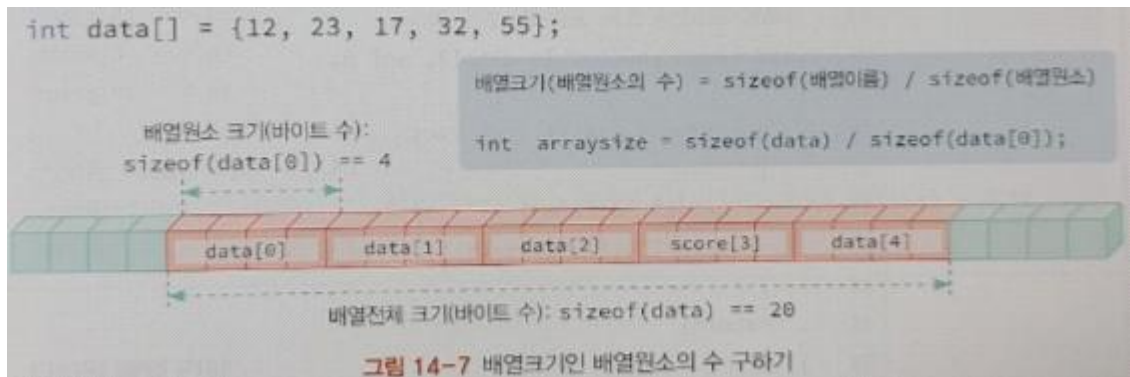 int data[] = {12, 23, 17, 32, 55};
배열크기(배열원소의 수) = sizeof(배열이름) / sizeof(배열원소)
int arraysize = sizeof(data) / sizeof(data[0]);
배열원소 크기(바이트 수):
sizeof(data[0]) == 4
data[0] data[1] data[2] score[3] data[4]
배열전체 크기(바이트 수): sizeof(data) == 20
그림 14-7 배열크기인 배열원소의 수 구하기